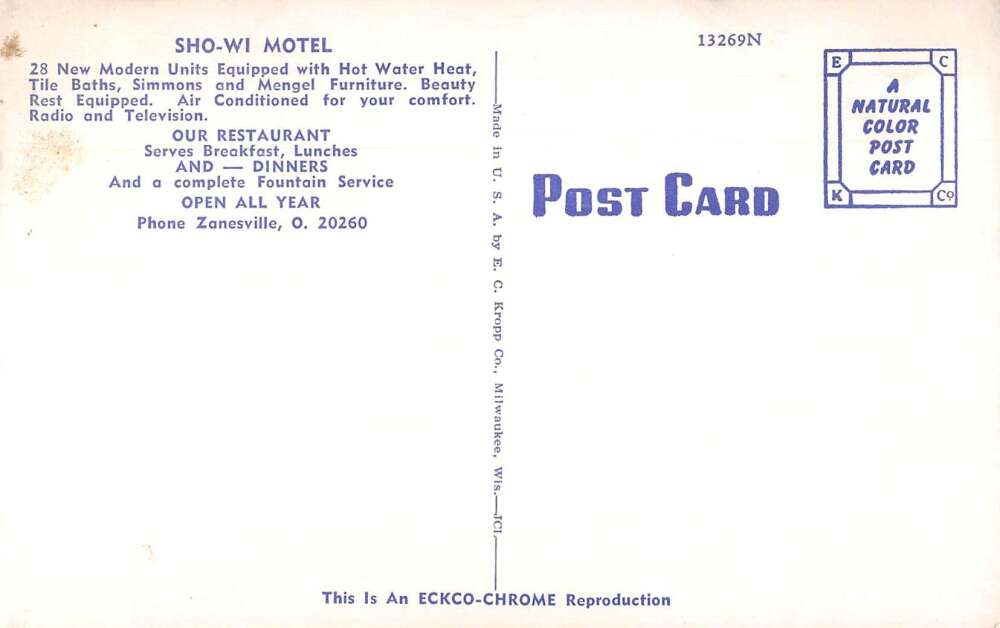 SHO-WI MOTEL
28 New Modern Units Equipped with Hot Water Heat,
Tile Baths, Simmons and Mengel Furniture. Beauty
Rest Equipped. Air Conditioned for your comfort.
Radio and Television.
OUR RESTAURANT
Serves Breakfast, Lunches
AND — DINNERS
And a complete Fountain Service
OPEN ALL YEAR
Phone Zanesville, O. 20260
Made in U. S. A. by E. C. Kropp Co., Milwaukee, Wis.—JCL
13269N
POST CARD
E C
A
NATURAL
COLOR
POST
CARD
K Co
This Is An ECKCO-CHROME Reproduction